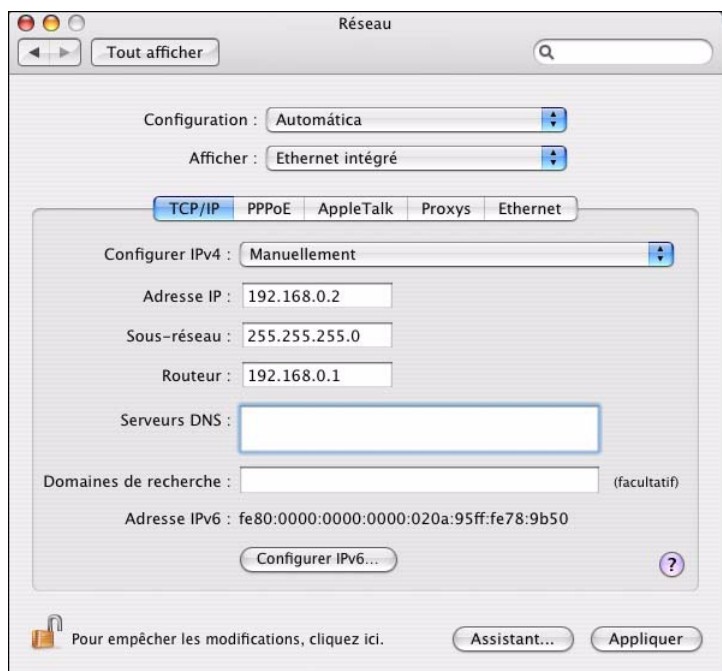 Réseau
Tout afficher
Configuration : Automática
Afficher : Ethernet intégré
TCP/IP PPPoE AppleTalk Proxys Ethernet
Configurer IPv4 : Manuellement
Adresse IP : 192.168.0.2
Sous-réseau : 255.255.255.0
Routeur : 192.168.0.1
Serveurs DNS :
Domaines de recherche : (facultatif)
Adresse IPv6 : fe80:0000:0000:0000:020a:95ff:fe78:9b50
Configurer IPv6... ?
Pour empêcher les modifications, cliquez ici. Assistant... Appliquer